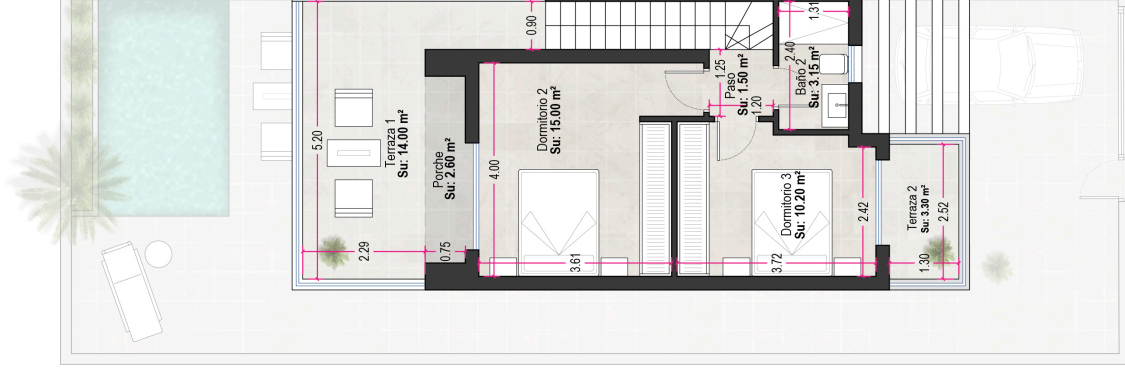 5.20
Terraza 1
Su: 14.00 m²
2.29
Porche
Su: 2.60 m²
0.75
0.90
4.00
Dormitorio 2
Su: 15.00 m²
3.61
1.25
Paso
Su: 1.50 m²
1.20
1.31
2.40
Baño 2
Su: 3.15 m²
Dormitorio 3
Su: 10.20 m²
3.72
2.42
Terraza 2
Su: 3.30 m²
2.52
1.30